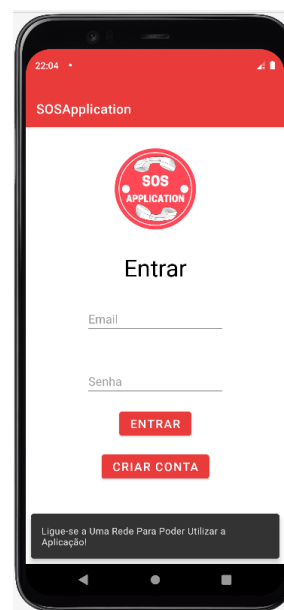 22:04
SOSApplication
SOS
APPLICATION
Entrar
Email
Senha
ENTRAR
CRIAR CONTA
Ligue-se a Uma Rede Para Poder Utilizar a
Aplicação!